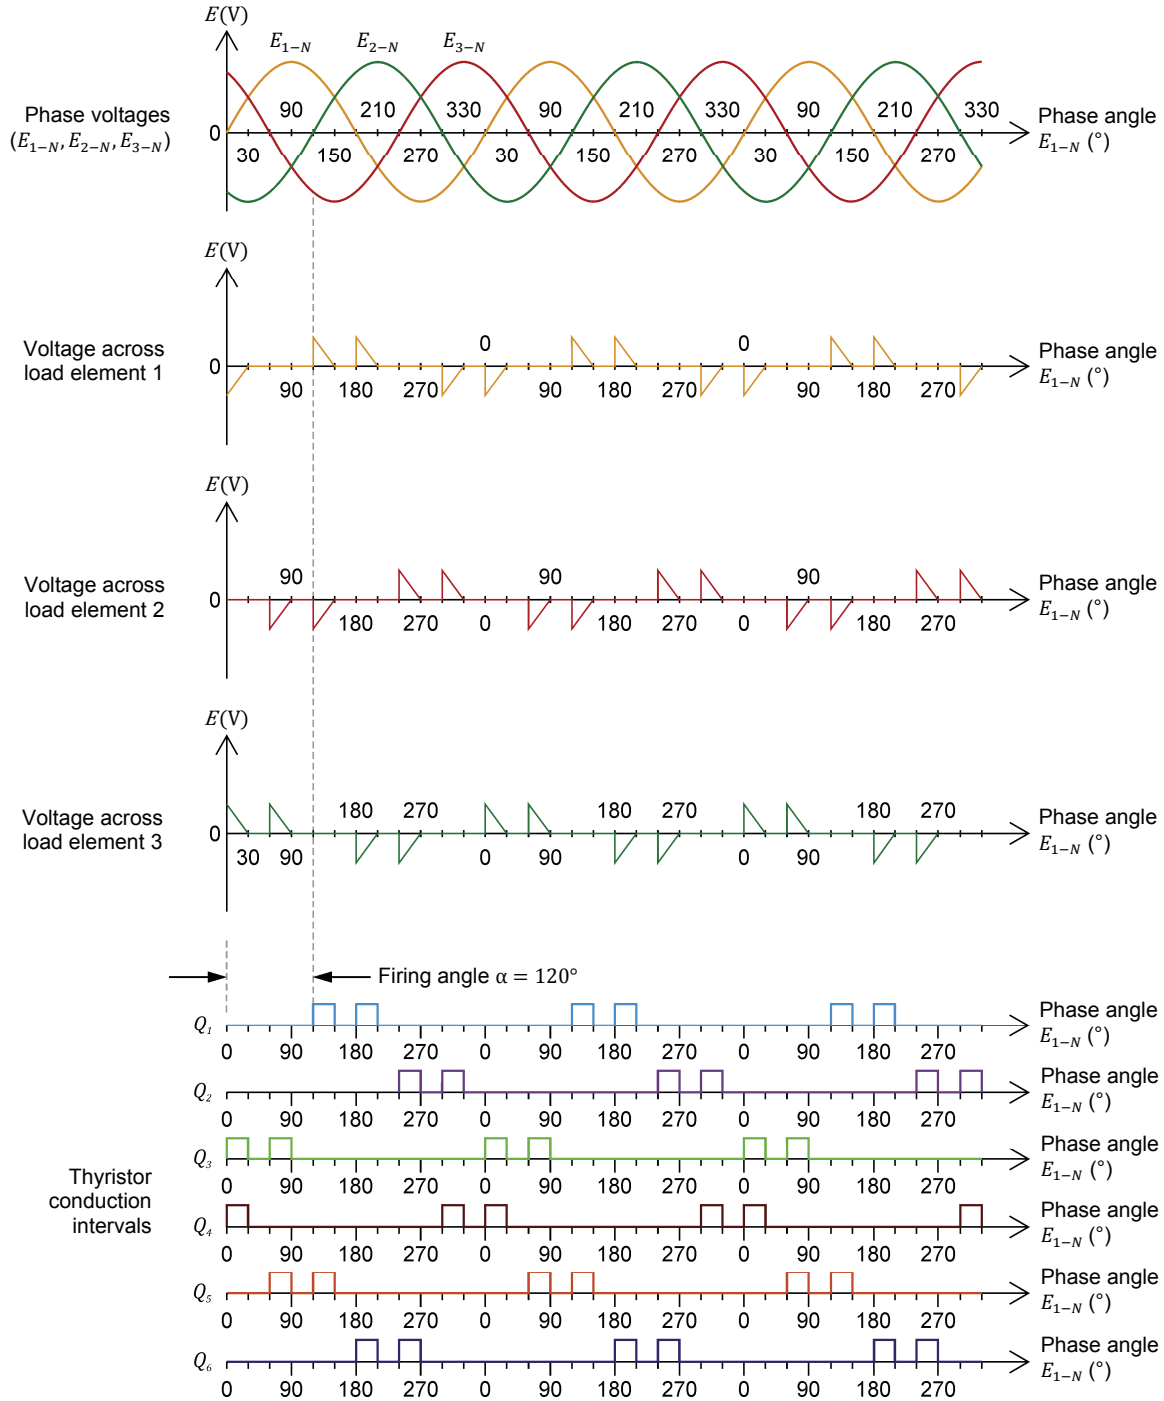 E(V)
E1−N E2−N E3−N
Phase voltages
(E1−N, E2−N, E3−N)
90 210 330 90 210 330 90 210 330
0
30 150 270 30 150 270 30 150 270
Phase angle
E1−N (°)
E(V)
Voltage across
load element 1
0 0
0
90 180 270 90 180 270 90 180 270
Phase angle
E1−N (°)
E(V)
Voltage across
load element 2
90 90 90
0
180 270 0 180 270 0 180 270
Phase angle
E1−N (°)
E(V)
Voltage across
load element 3
180 270 180 270 180 270
0
30 90 0 90 0 90
Phase angle
E1−N (°)
Firing angle α = 120°
Thyristor
conduction
intervals
Q1
0 90 180 270 0 90 180 270 0 90 180 270
Phase angle
E1−N (°)
Q2
0 90 180 270 0 90 180 270 0 90 180 270
Phase angle
E1−N (°)
Q3
0 90 180 270 0 90 180 270 0 90 180 270
Phase angle
E1−N (°)
Q4
0 90 180 270 0 90 180 270 0 90 180 270
Phase angle
E1−N (°)
Q5
0 90 180 270 0 90 180 270 0 90 180 270
Phase angle
E1−N (°)
Q6
0 90 180 270 0 90 180 270 0 90 180 270
Phase angle
E1−N (°)